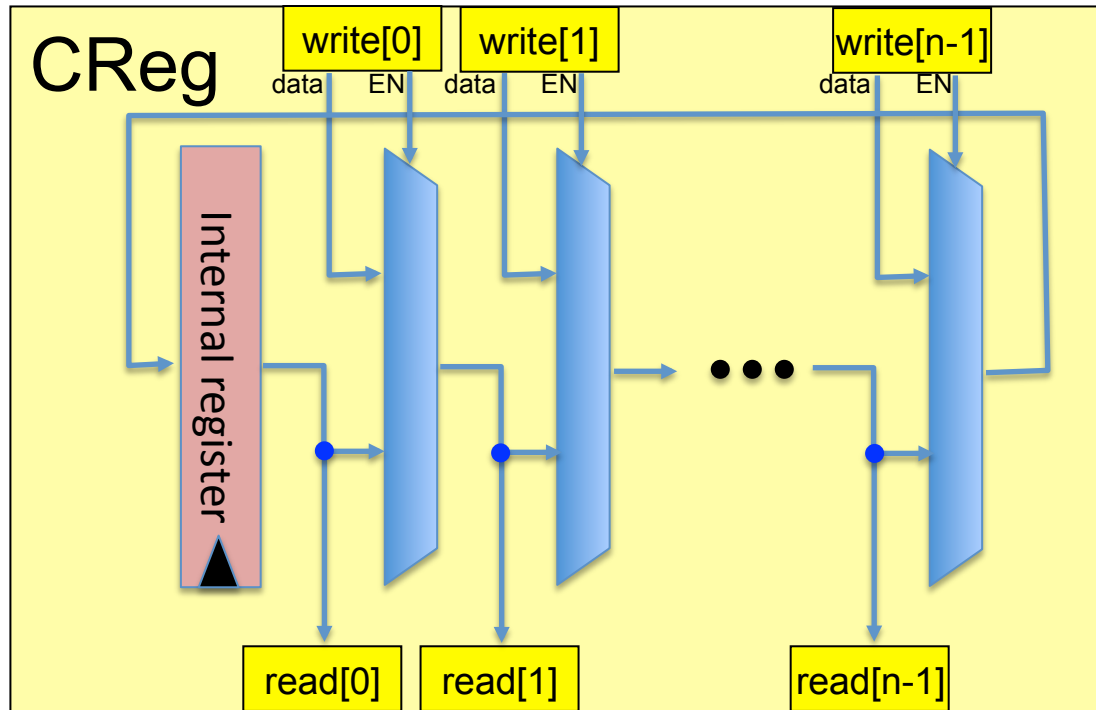 CReg
write[0]
write[1]
write[n-1]
data
EN
data
EN
data
EN
Internal register
read[0]
read[1]
read[n-1]